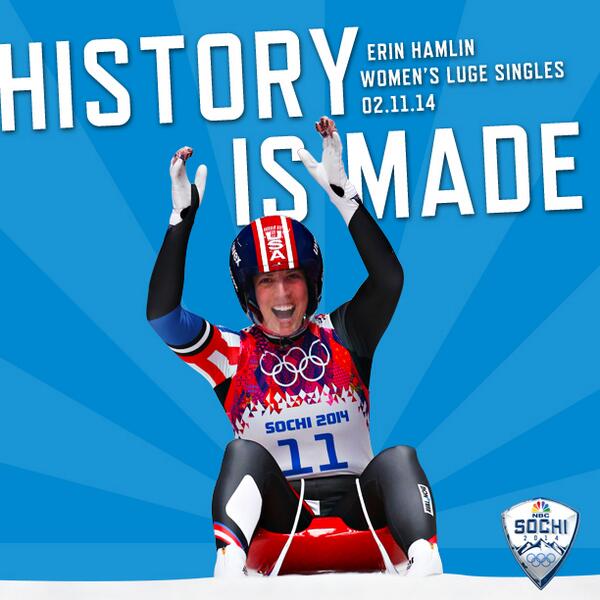 HISTORY
ERIN HAMLIN
WOMEN'S LUGE SINGLES
02.11.14
IS MADE
USA
SOCHI 2014
11
NBC
SOCHI
2014